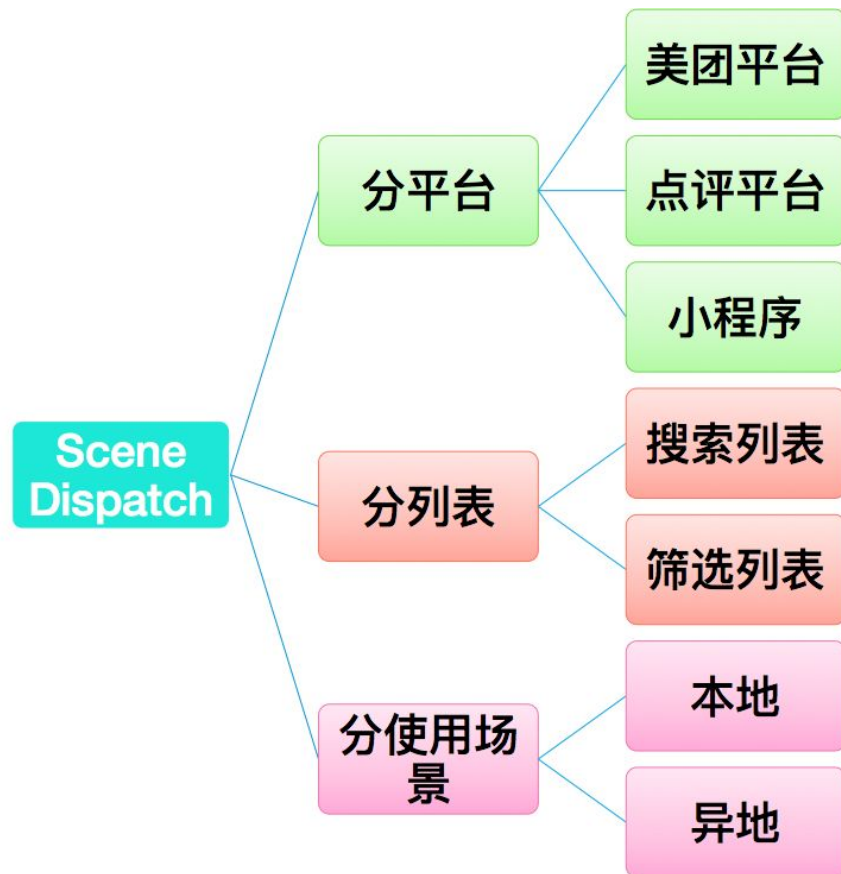 美团平台
分平台
点评平台
小程序
Scene
Dispatch
搜索列表
分列表
筛选列表
本地
分使用场
景
异地